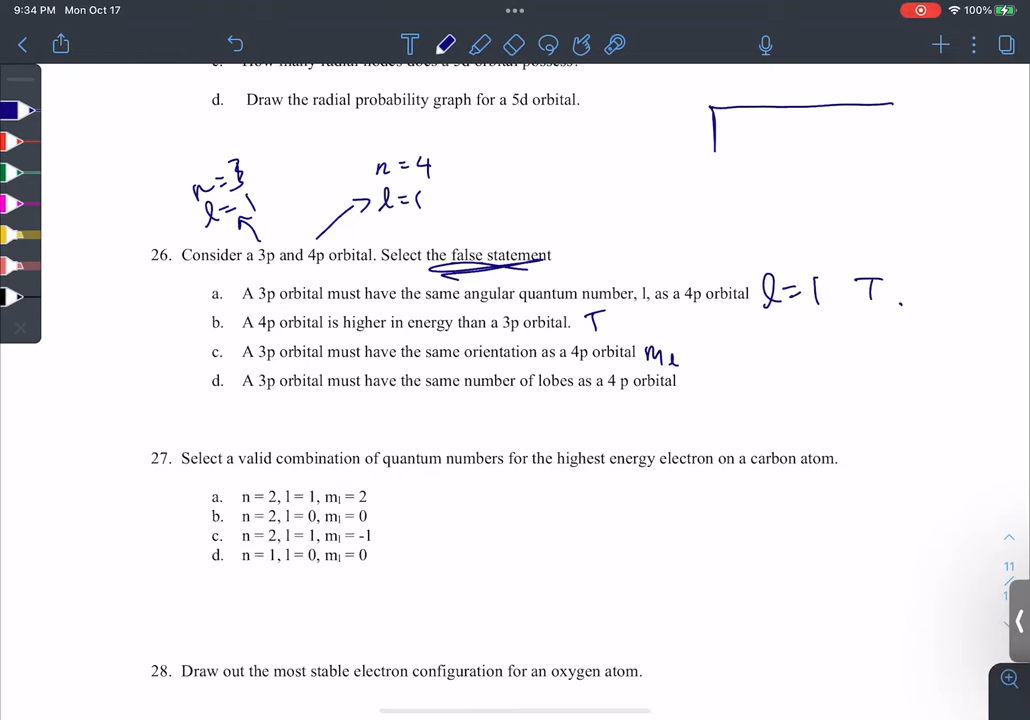 9:34 PM Mon Oct 17
100%
d. Draw the radial probability graph for a 5d orbital.
n = 3
l = 1
n = 4
l = 1
26. Consider a 3p and 4p orbital. Select the false statement
a. A 3p orbital must have the same angular quantum number, l, as a 4p orbital l = 1 T.
b. A 4p orbital is higher in energy than a 3p orbital. T
c. A 3p orbital must have the same orientation as a 4p orbital ml
d. A 3p orbital must have the same number of lobes as a 4 p orbital
27. Select a valid combination of quantum numbers for the highest energy electron on a carbon atom.
a. n = 2, l = 1, ml = 2
b. n = 2, l = 0, ml = 0
c. n = 2, l = 1, ml = -1
d. n = 1, l = 0, ml = 0
11
28. Draw out the most stable electron configuration for an oxygen atom.